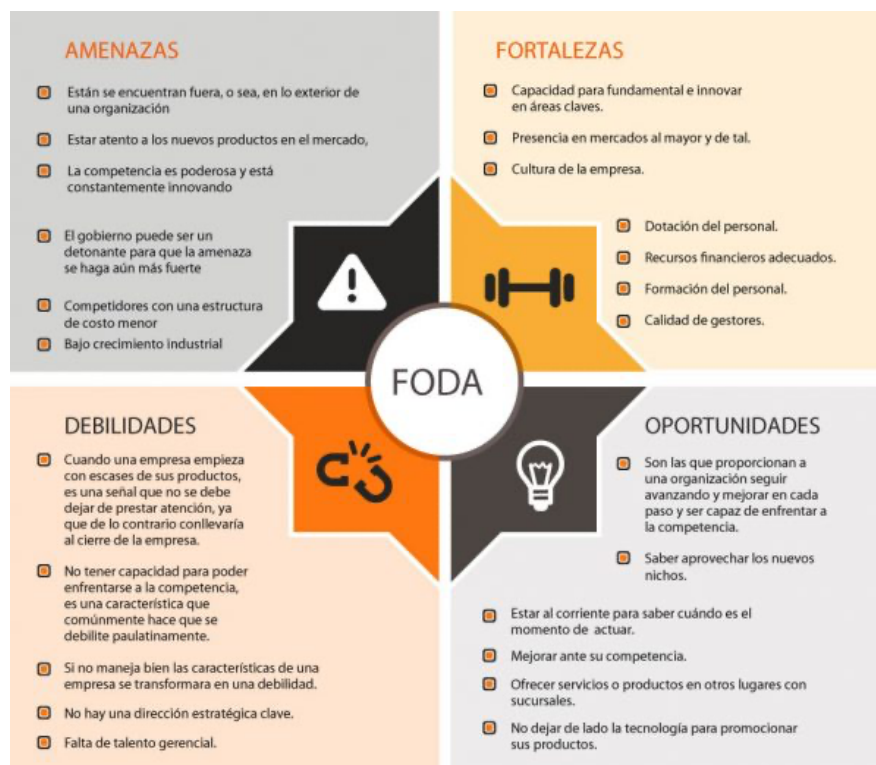 AMENAZAS
Están se encuentran fuera, o sea, en lo exterior de
una organización
Estar atento a los nuevos productos en el mercado,
La competencia es poderosa y está
constantemente innovando
El gobierno puede ser un
detonante para que la amenaza
se haga aún más fuerte
Competidores con una estructura
de costo menor
Bajo crecimiento industrial
FORTALEZAS
Capacidad para fundamental e innovar
en áreas claves.
Presencia en mercados al mayor y de tal.
Cultura de la empresa.
Dotación del personal.
Recursos financieros adecuados.
Formación del personal.
Calidad de gestores.
FODA
DEBILIDADES
Cuando una empresa empieza
con escases de sus productos,
es una señal que no se debe
dejar de prestar atención, ya
que de lo contrario conllevaría
al cierre de la empresa.
No tener capacidad para poder
enfrentarse a la competencia,
es una característica que
comúnmente hace que se
debilite paulatinamente.
Si no maneja bien las características de una
empresa se transformara en una debilidad.
No hay una dirección estratégica clave.
Falta de talento gerencial.
OPORTUNIDADES
Son las que proporcionan a
una organización seguir
avanzando y mejorar en cada
paso y ser capaz de enfrentar a
la competencia.
Saber aprovechar los nuevos
nichos.
Estar al corriente para saber cuándo es el
momento de actuar.
Mejorar ante su competencia.
Ofrecer servicios o productos en otros lugares con
sucursales.
No dejar de lado la tecnología para promocionar
sus productos.